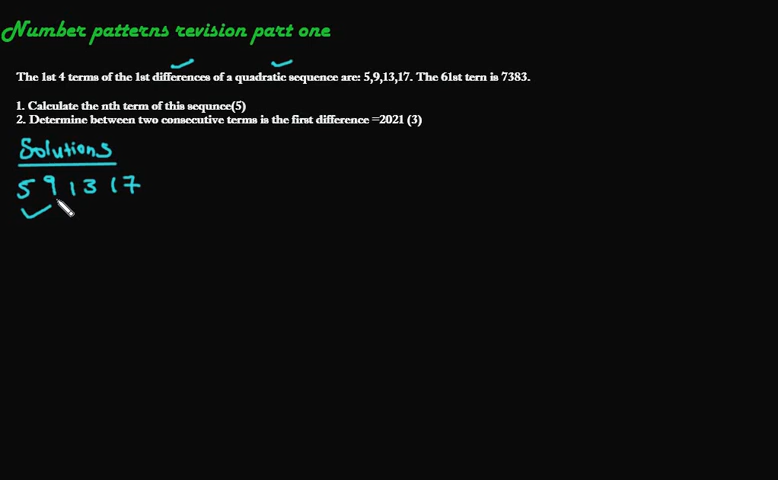 Number patterns revision part one
The 1st 4 terms of the 1st differences of a quadratic sequence are: 5,9,13,17. The 61st tern is 7383.
1. Calculate the nth term of this sequnce(5)
2. Determine between two consecutive terms is the first difference =2021 (3)
Solutions
5 9 13 17